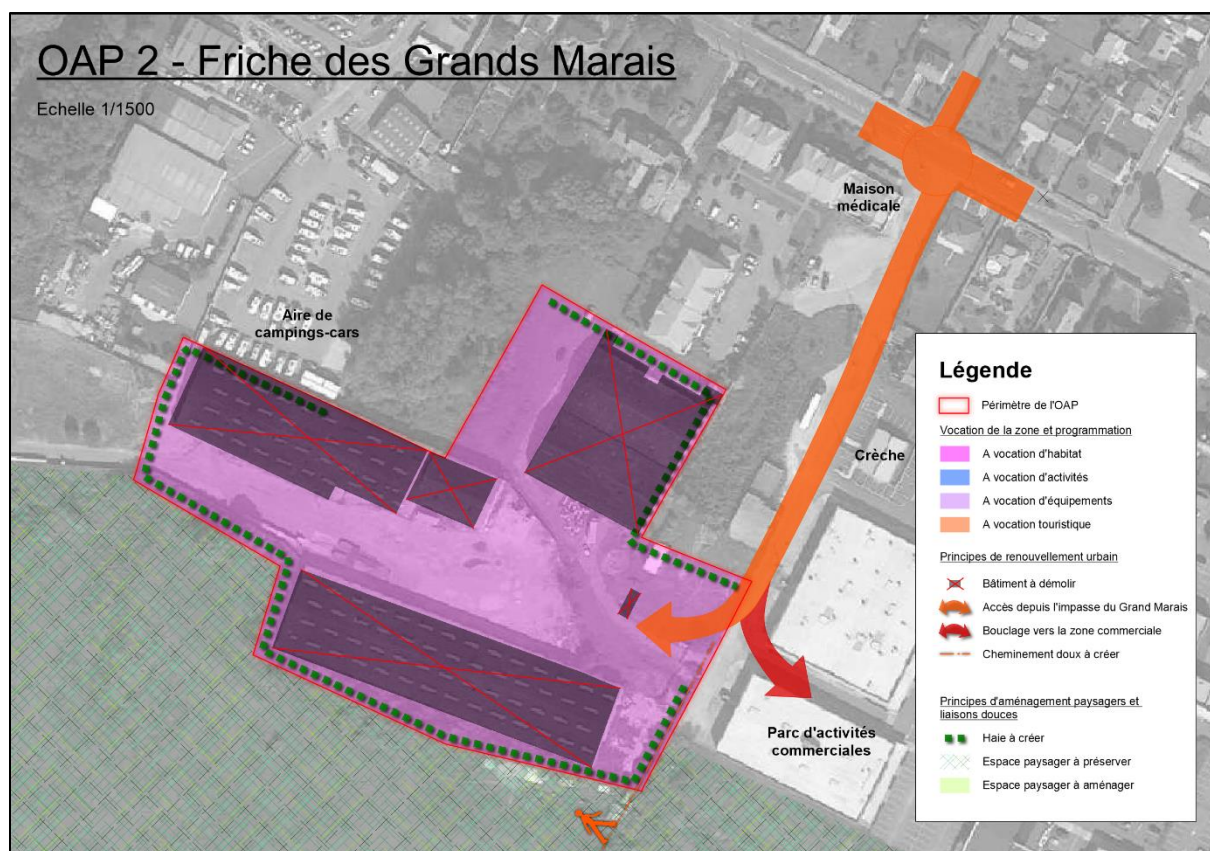 OAP 2 - Friche des Grands Marais
Echelle 1/1500
Maison
médicale
Aire de
campings-cars
Crèche
Parc d'activités
commerciales
Légende
Périmètre de l'OAP
Vocation de la zone et programmation
A vocation d'habitat
A vocation d'activités
A vocation d'équipements
A vocation touristique
Principes de renouvellement urbain
Bâtiment à démolir
Accès depuis l'impasse du Grand Marais
Bouclage vers la zone commerciale
Cheminement doux à créer
Principes d'aménagement paysagers et
liaisons douces
Haie à créer
Espace paysager à préserver
Espace paysager à aménager